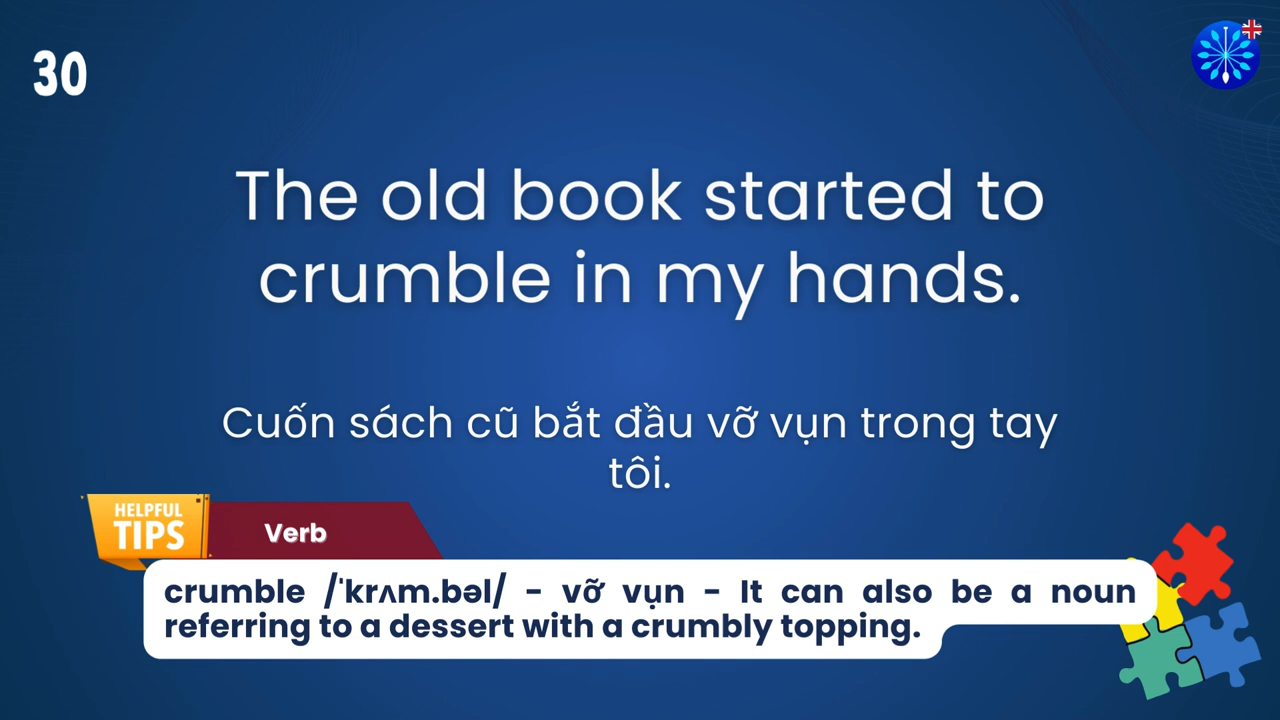 30
The old book started to
crumble in my hands.
Cuốn sách cũ bắt đầu vỡ vụn trong tay
tôi.
HELPFUL
TIPS
Verb
crumble /ˈkrʌm.bəl/ - vỡ vụn - It can also be a noun
referring to a dessert with a crumbly topping.